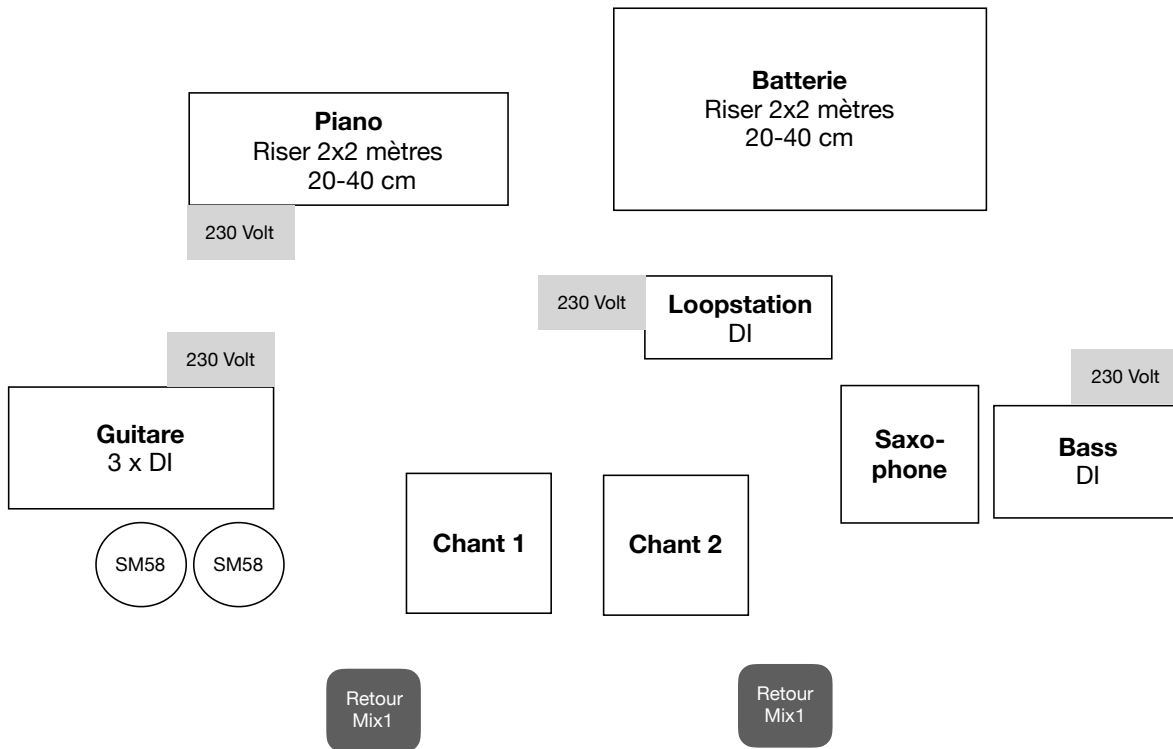 Batterie
Riser 2x2 mètres
20-40 cm
Piano
Riser 2x2 mètres
20-40 cm
230 Volt
230 Volt
Loopstation
DI
230 Volt
230 Volt
Guitare
3 x DI
Saxo-
phone
Bass
DI
Chant 1
Chant 2
SM58
SM58
Retour
Mix1
Retour
Mix1